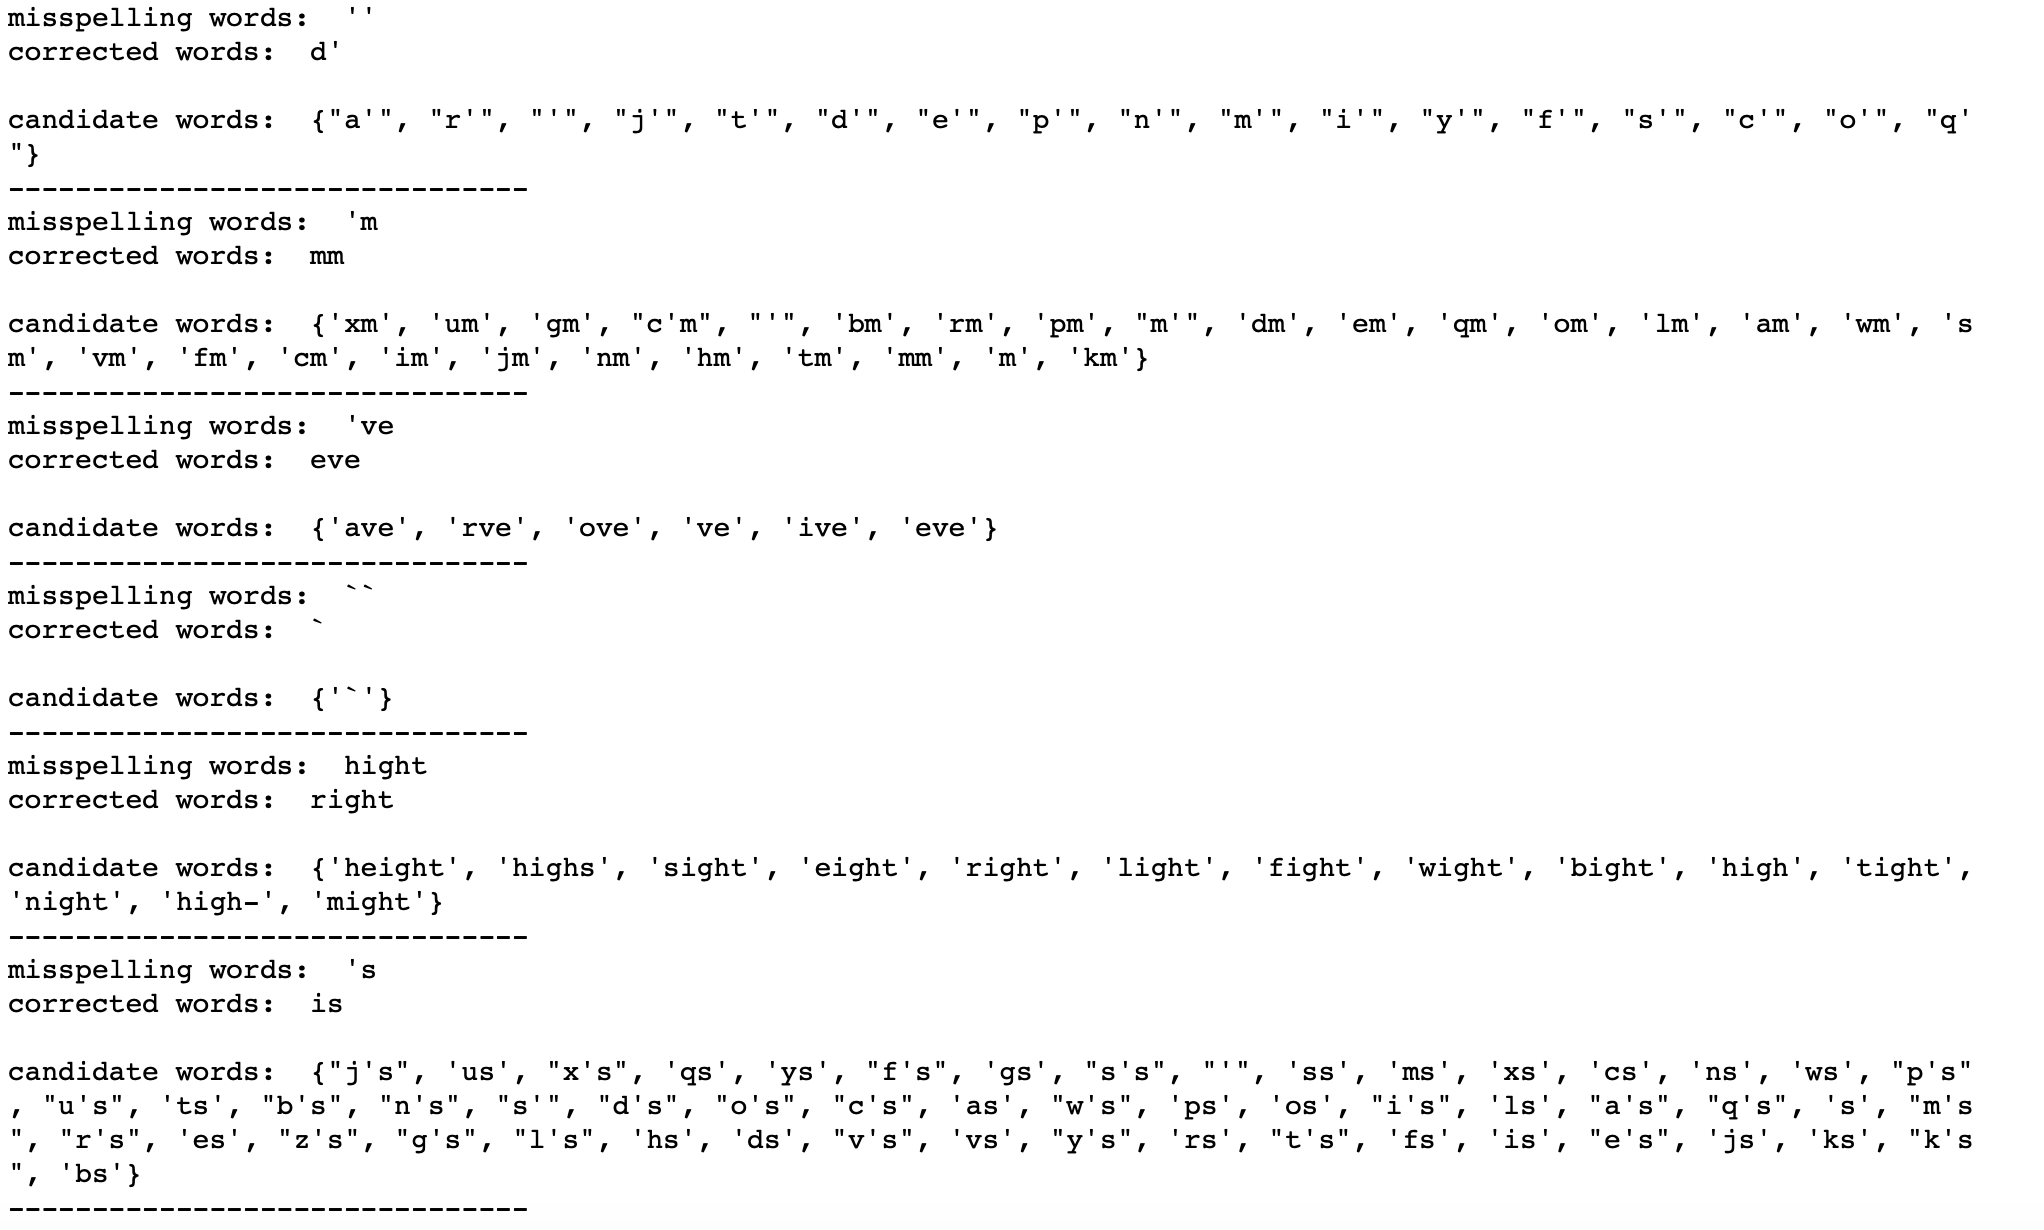 misspelling words:  ''
corrected words:  d'
candidate words:  {"a'", "r'", "'", "j'", "t'", "d'", "e'", "p'", "n'", "m'", "i'", "y'", "f'", "s'", "c'", "o'", "q'
"}
-------------------------------
misspelling words:  'm
corrected words:  mm
candidate words:  {'xm', 'um', 'gm', "c'm", "'", 'bm', 'rm', 'pm', "m'", 'dm', 'em', 'qm', 'om', 'lm', 'am', 'wm', 's
m', 'vm', 'fm', 'cm', 'im', 'jm', 'nm', 'hm', 'tm', 'mm', 'm', 'km'}
-------------------------------
misspelling words:  've
corrected words:  eve
candidate words:  {'ave', 'rve', 'ove', 've', 'ive', 'eve'}
-------------------------------
misspelling words:  ``
corrected words:  `
candidate words:  {'`'}
-------------------------------
misspelling words:  hight
corrected words:  right
candidate words:  {'height', 'highs', 'sight', 'eight', 'right', 'light', 'fight', 'wight', 'bight', 'high', 'tight',
'night', 'high-', 'might'}
-------------------------------
misspelling words:  's
corrected words:  is
candidate words:  {"j's", 'us', "x's", 'qs', 'ys', "f's", 'gs', "s's", "'", 'ss', 'ms', 'xs', 'cs', 'ns', 'ws', "p's"
, "u's", 'ts', "b's", "n's", "s'", "d's", "o's", "c's", 'as', "w's", 'ps', 'os', "i's", 'ls', "a's", "q's", 's', "m's
", "r's", 'es', "z's", "g's", "l's", 'hs', 'ds', "v's", 'vs', "y's", 'rs', "t's", 'fs', 'is', "e's", 'js', 'ks', "k's
", 'bs'}
-------------------------------